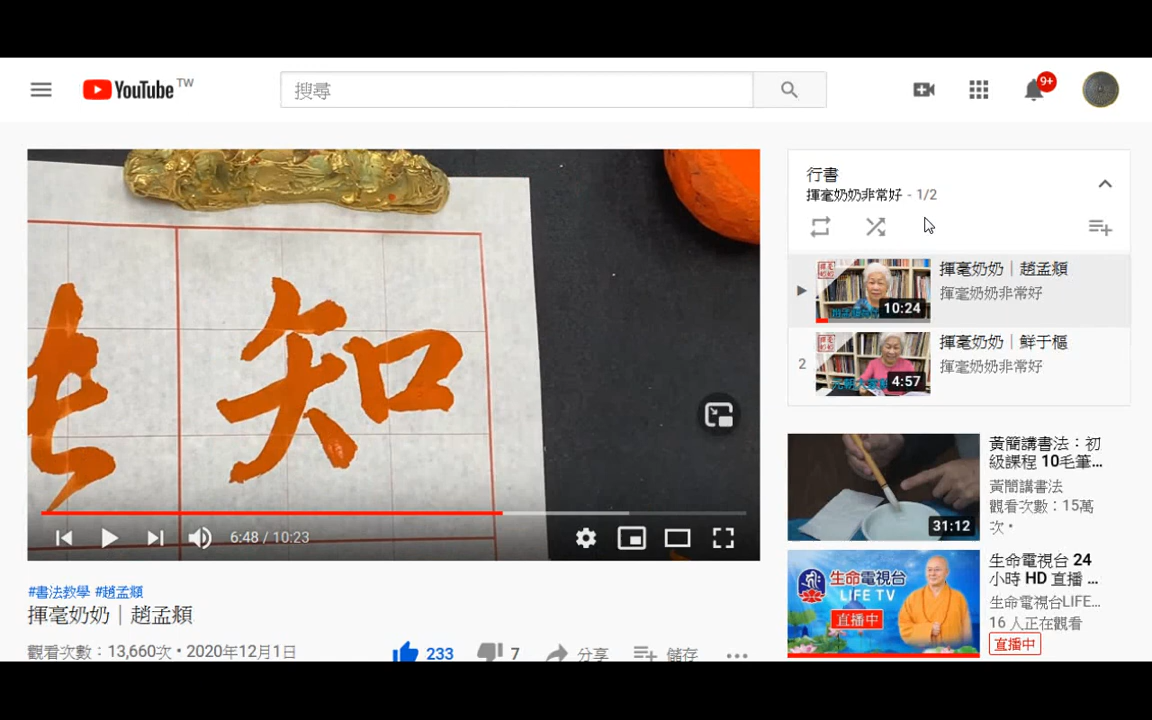 YouTube TW
搜尋
9+
知
6:48 / 10:23
#書法教學 #趙孟頫
揮毫奶奶｜趙孟頫
觀看次數：13,660次 • 2020年12月1日
233
7
分享
儲存
行書
揮毫奶奶非常好 - 1/2
揮毫奶奶｜趙孟頫
揮毫奶奶非常好
10:24
2
揮毫奶奶｜鮮于樞
揮毫奶奶非常好
4:57
黃簡講書法：初
級課程 10毛筆...
黃簡講書法
觀看次數：15萬
次 •
31:12
生命電視台
LIFE TV
直播中
生命電視台 24
小時 HD 直播 ...
生命電視台LIFE...
16 人正在觀看
直播中